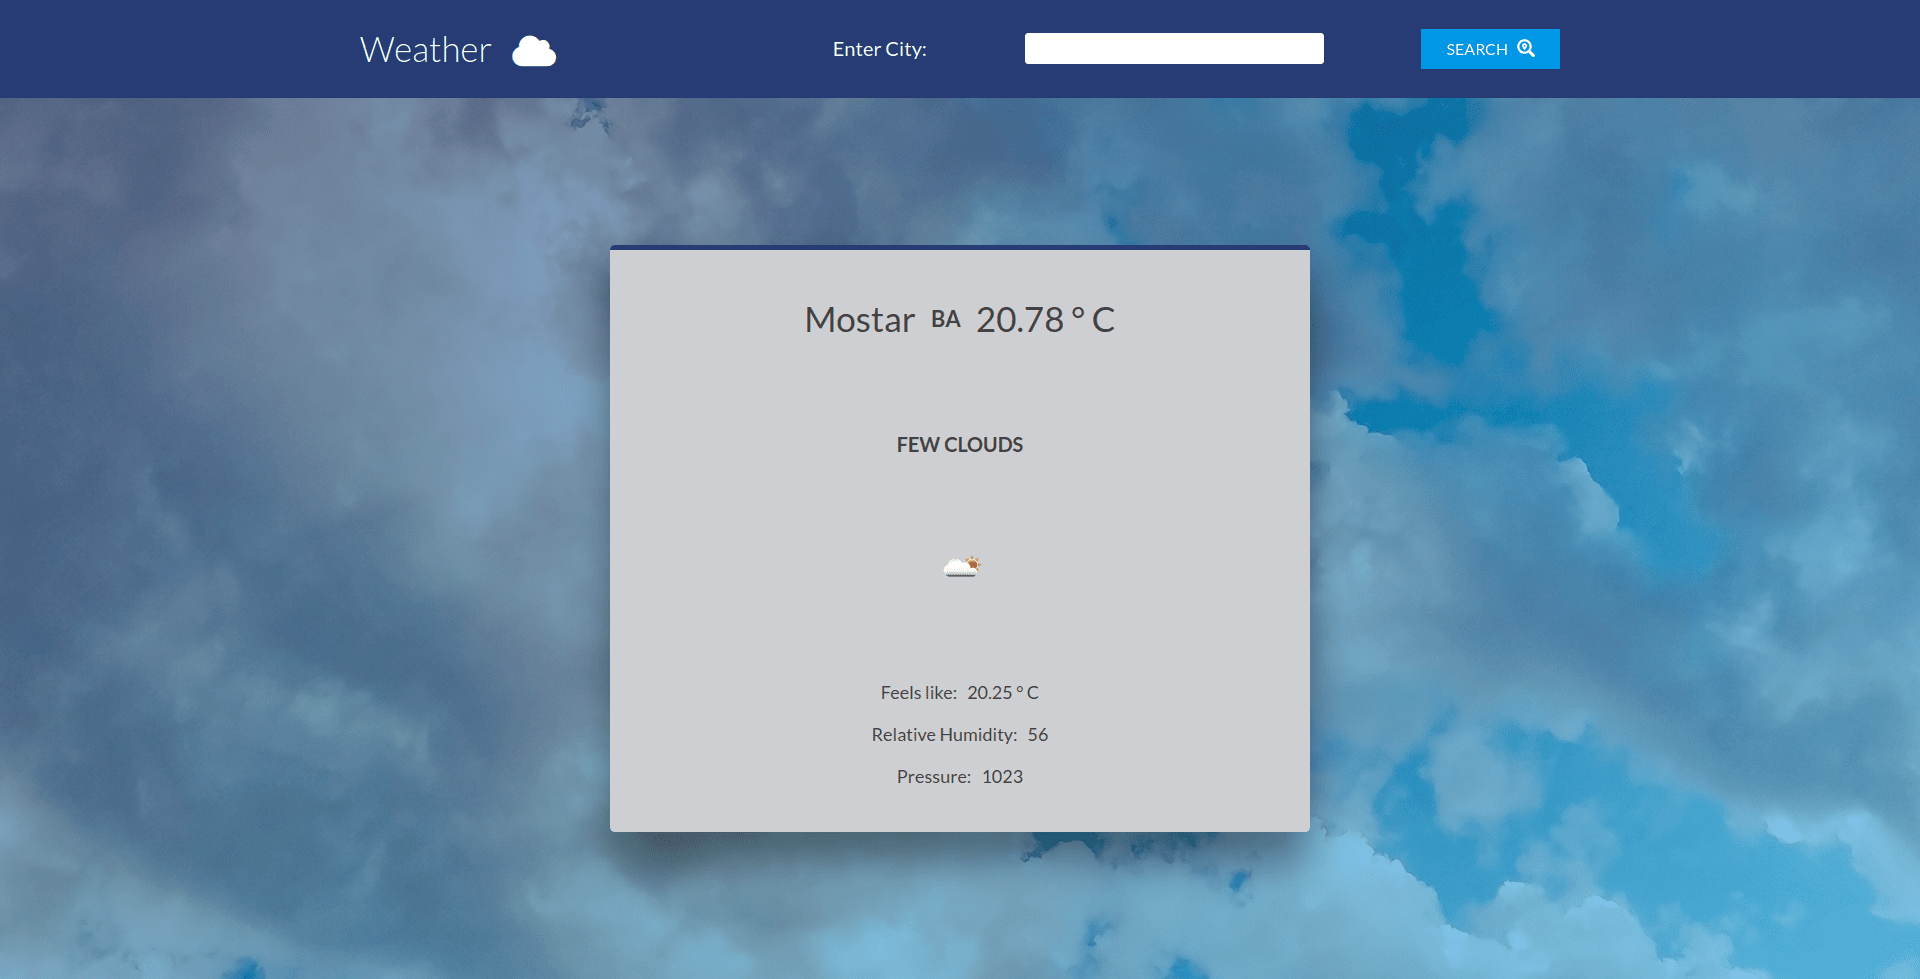 Weather
Enter City:
SEARCH
Mostar BA 20.78 ° C
FEW CLOUDS
Feels like: 20.25 ° C
Relative Humidity: 56
Pressure: 1023